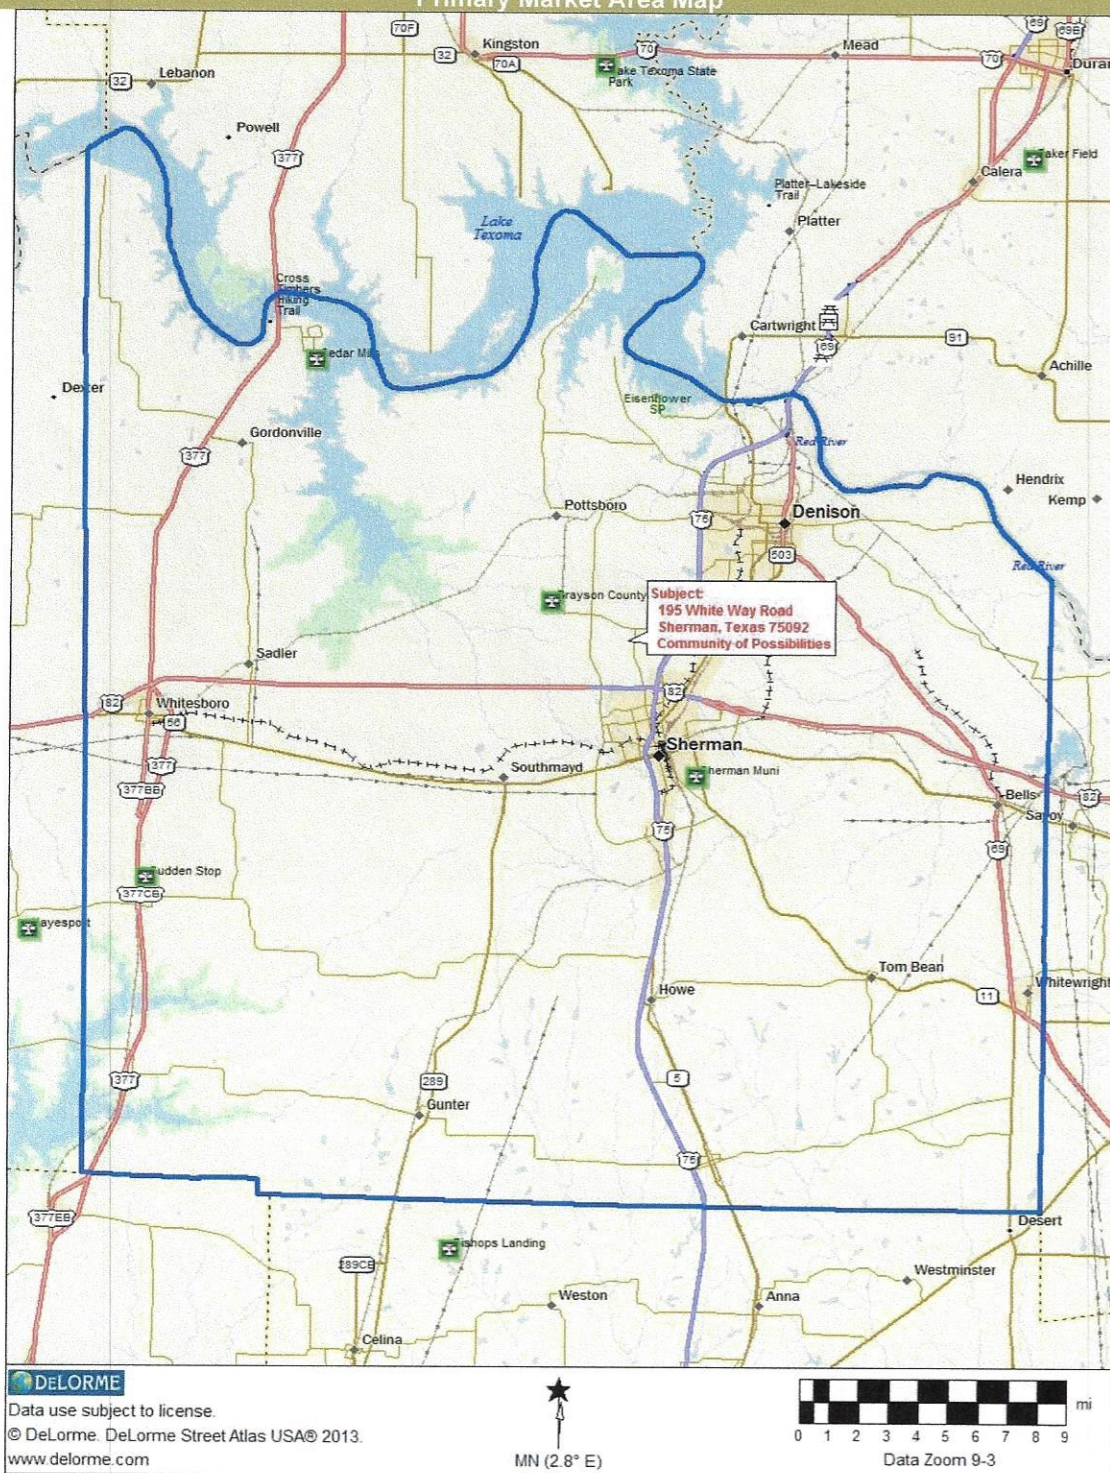 Primary Market Area Map
70F
69
69B
32
Kingston
70A
70
Mead
70
Lake Texoma State
Park
32
Lebanon
Powell
377
Calera
Platter-Lakeside
Trail
Platter
Lake
Texoma
Cross
Timbers
Hiking
Trail
Cartwright
69
91
Achille
Cedar Mills
Dexter
Eisenhower
SP
Gordonville
377
Red River
Hendrix
Kemp
Pottsboro
75
Denison
503
Red River
Grayson County
Subject:
195 White Way Road
Sherman, Texas 75092
Community of Possibilities
Sadler
82
Whitesboro
56
82
Sherman
377
377BB
Southmayd
Sherman Muni
Bells
82
Savoy
75
69
Sudden Stop
377CB
Tom Bean
Whitewright
11
Howe
377
289
5
Gunter
75
377EB
Desert
289CB
Bishops Landing
Westminster
Weston
Anna
Celina
DELORME
Data use subject to license.
© DeLorme. DeLorme Street Atlas USA® 2013.
www.delorme.com
MN (2.8° E)
mi
0 1 2 3 4 5 6 7 8 9
Data Zoom 9-3